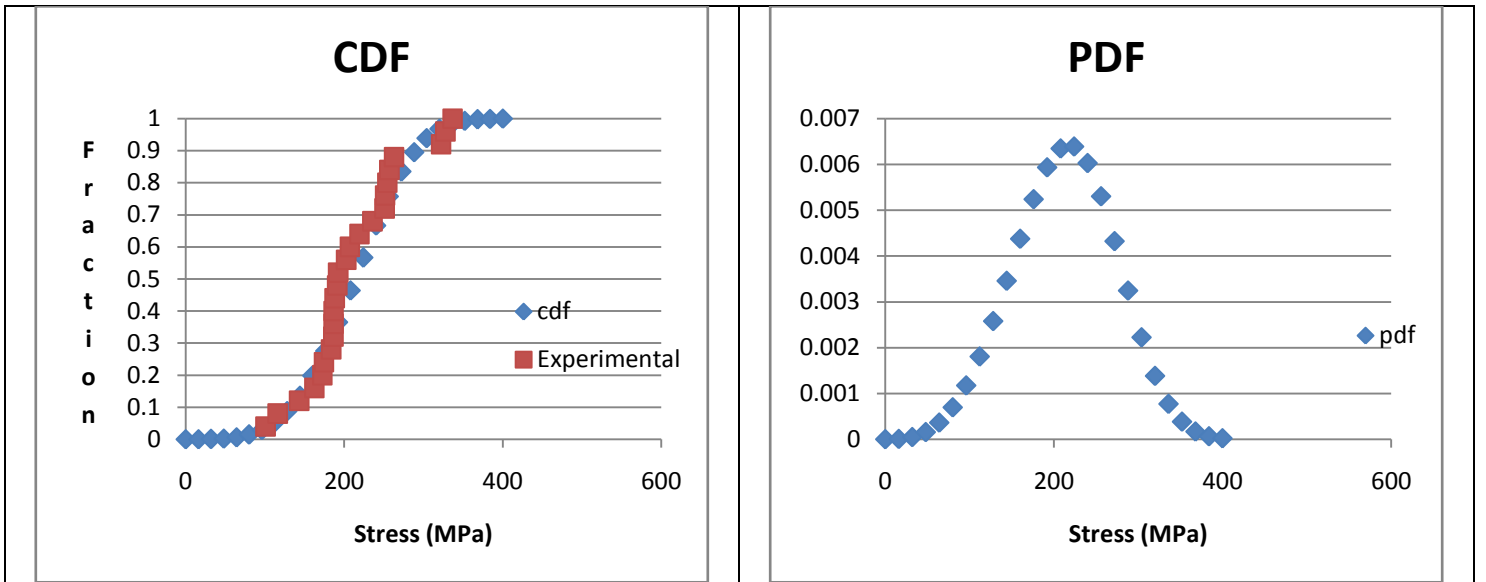 CDF
1
0.9
0.8
0.7
0.6
0.5
0.4
0.3
0.2
0.1
0
F
r
a
c
t
i
o
n
cdf
Experimental
0 200 400 600
Stress (MPa)
PDF
0.007
0.006
0.005
0.004
0.003
0.002
0.001
0
pdf
0 200 400 600
Stress (MPa)